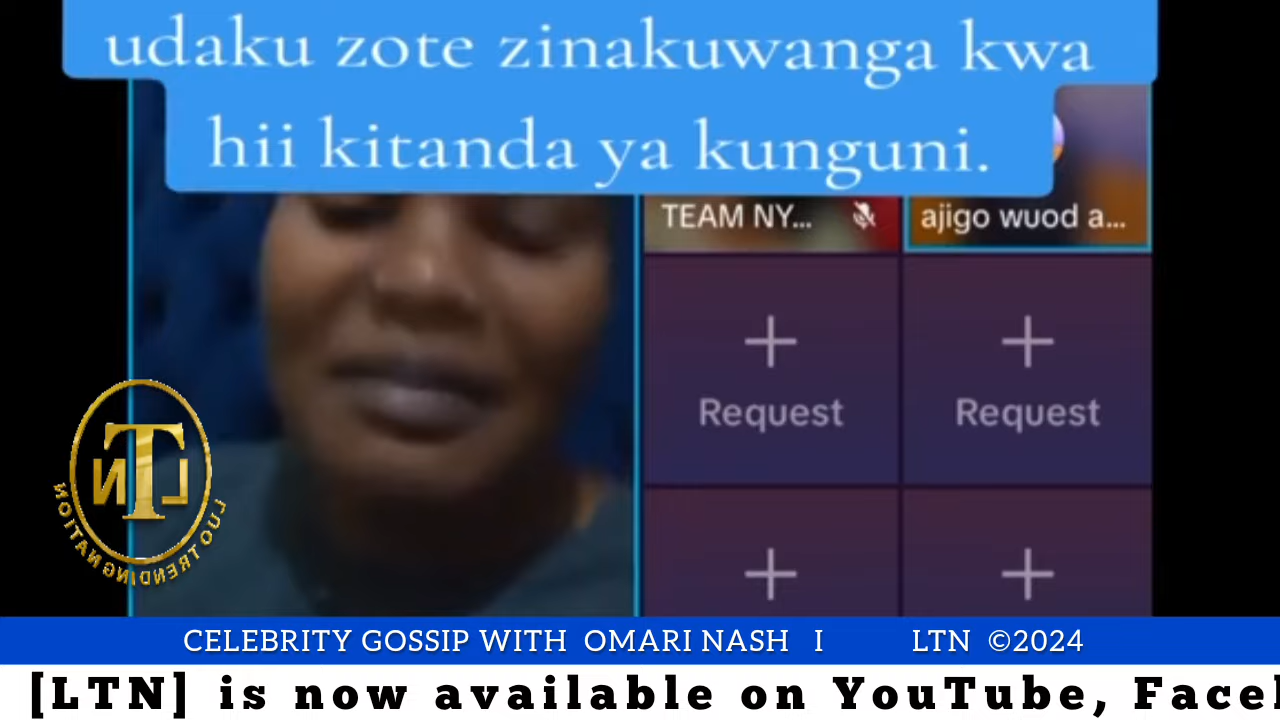 udaku zote zinakuwanga kwa
hii kitanda ya kunguni.
TEAM NY...
ajigo wuod a...
Request
Request
LTN
LUO TRENDING NATION
CELEBRITY GOSSIP WITH OMARI NASH I LTN ©2024
[LTN] is now available on YouTube, Facel